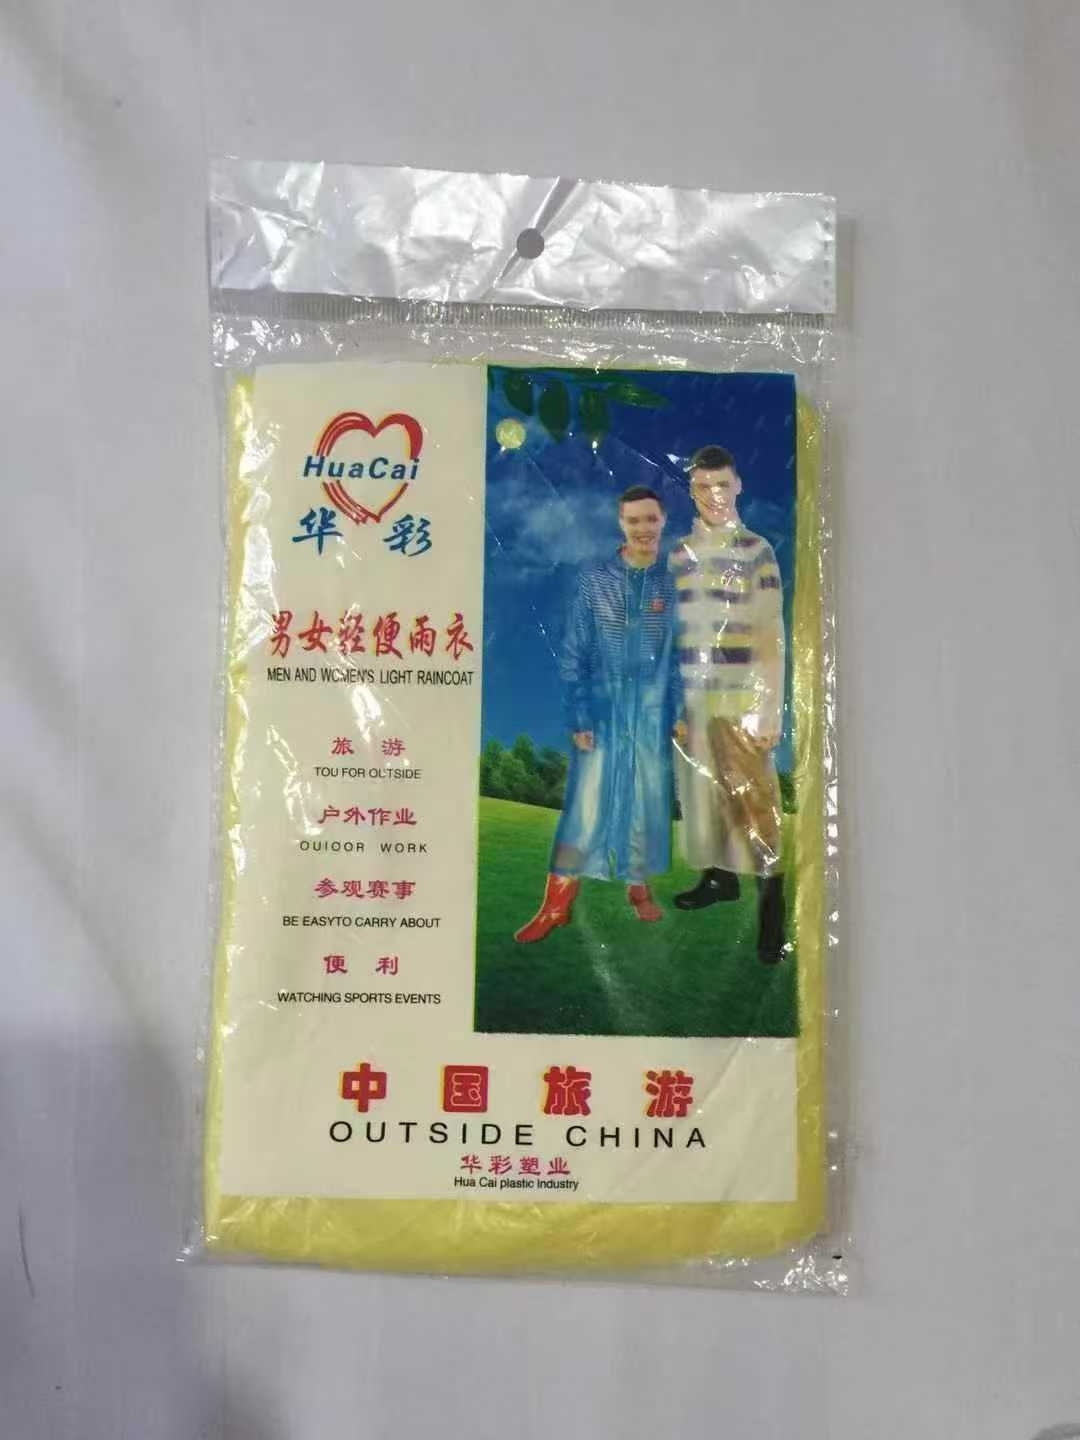 HuaCai
华彩
男女轻便雨衣
MEN AND WOMEN'S LIGHT RAINCOAT
旅游
TOU FOR OUTSIDE
户外作业
OUIOOR WORK
参观赛事
BE EASYTO CARRY ABOUT
便利
WATCHING SPORTS EVENTS
中国旅游
OUTSIDE CHINA
华彩塑业
Hua Cai plastic Industry